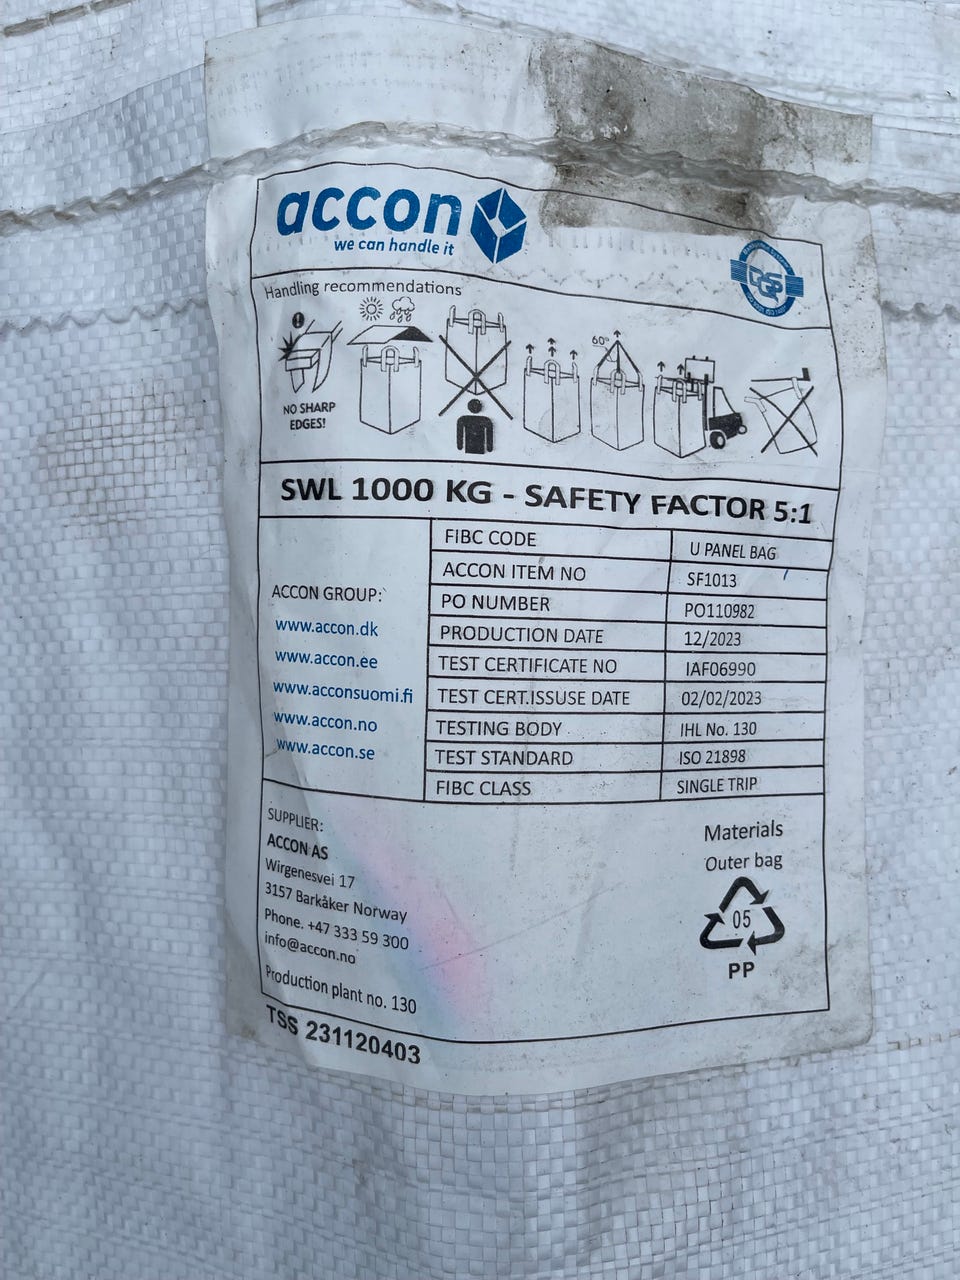 accon
we can handle it
Handling recommendations
NO SHARP
EDGES!
60°
SWL 1000 KG - SAFETY FACTOR 5:1
FIBC CODE U PANEL BAG
ACCON ITEM NO SF1013
PO NUMBER PO110982
PRODUCTION DATE 12/2023
TEST CERTIFICATE NO IAF06990
TEST CERT.ISSUSE DATE 02/02/2023
TESTING BODY IHL No. 130
TEST STANDARD ISO 21898
FIBC CLASS SINGLE TRIP
ACCON GROUP:
www.accon.dk
www.accon.ee
www.acconsuomi.fi
www.accon.no
www.accon.se
SUPPLIER:
ACCON AS
Wirgenesvei 17
3157 Barkåker Norway
Phone. +47 333 59 300
info@accon.no
Production plant no. 130
Materials
Outer bag
05
PP
TSS 231120403